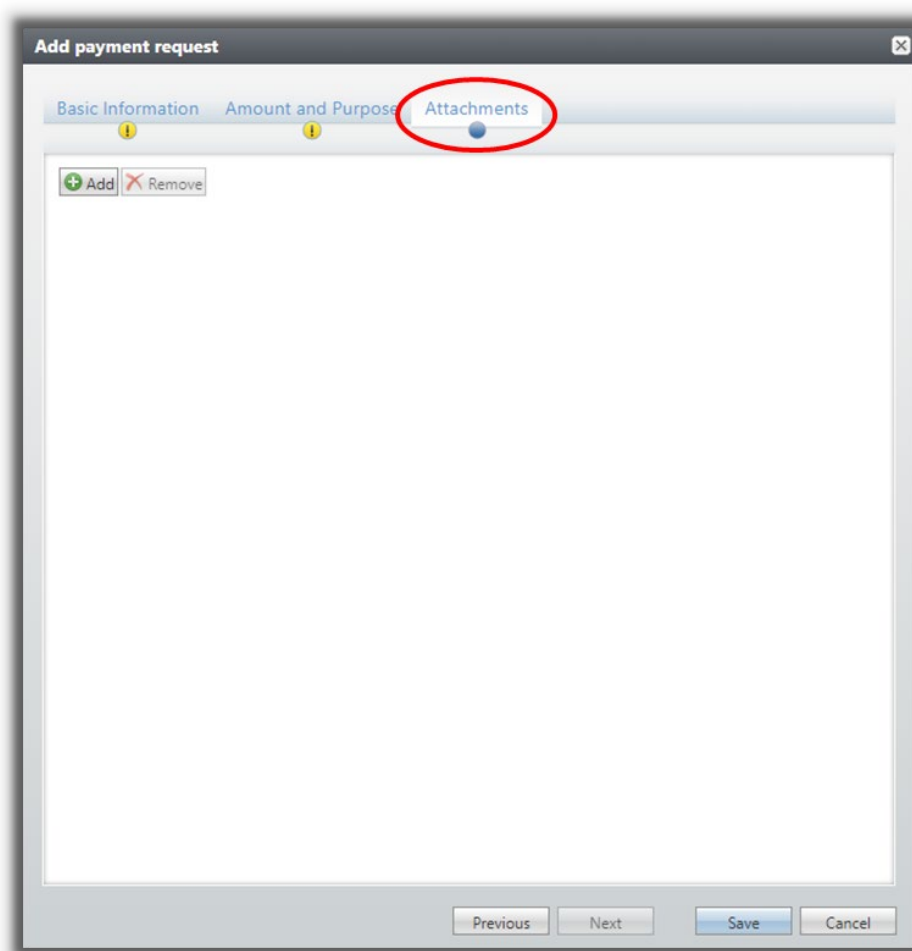 Add payment request
Basic Information Amount and Purpose Attachments
Add Remove
Previous Next Save Cancel